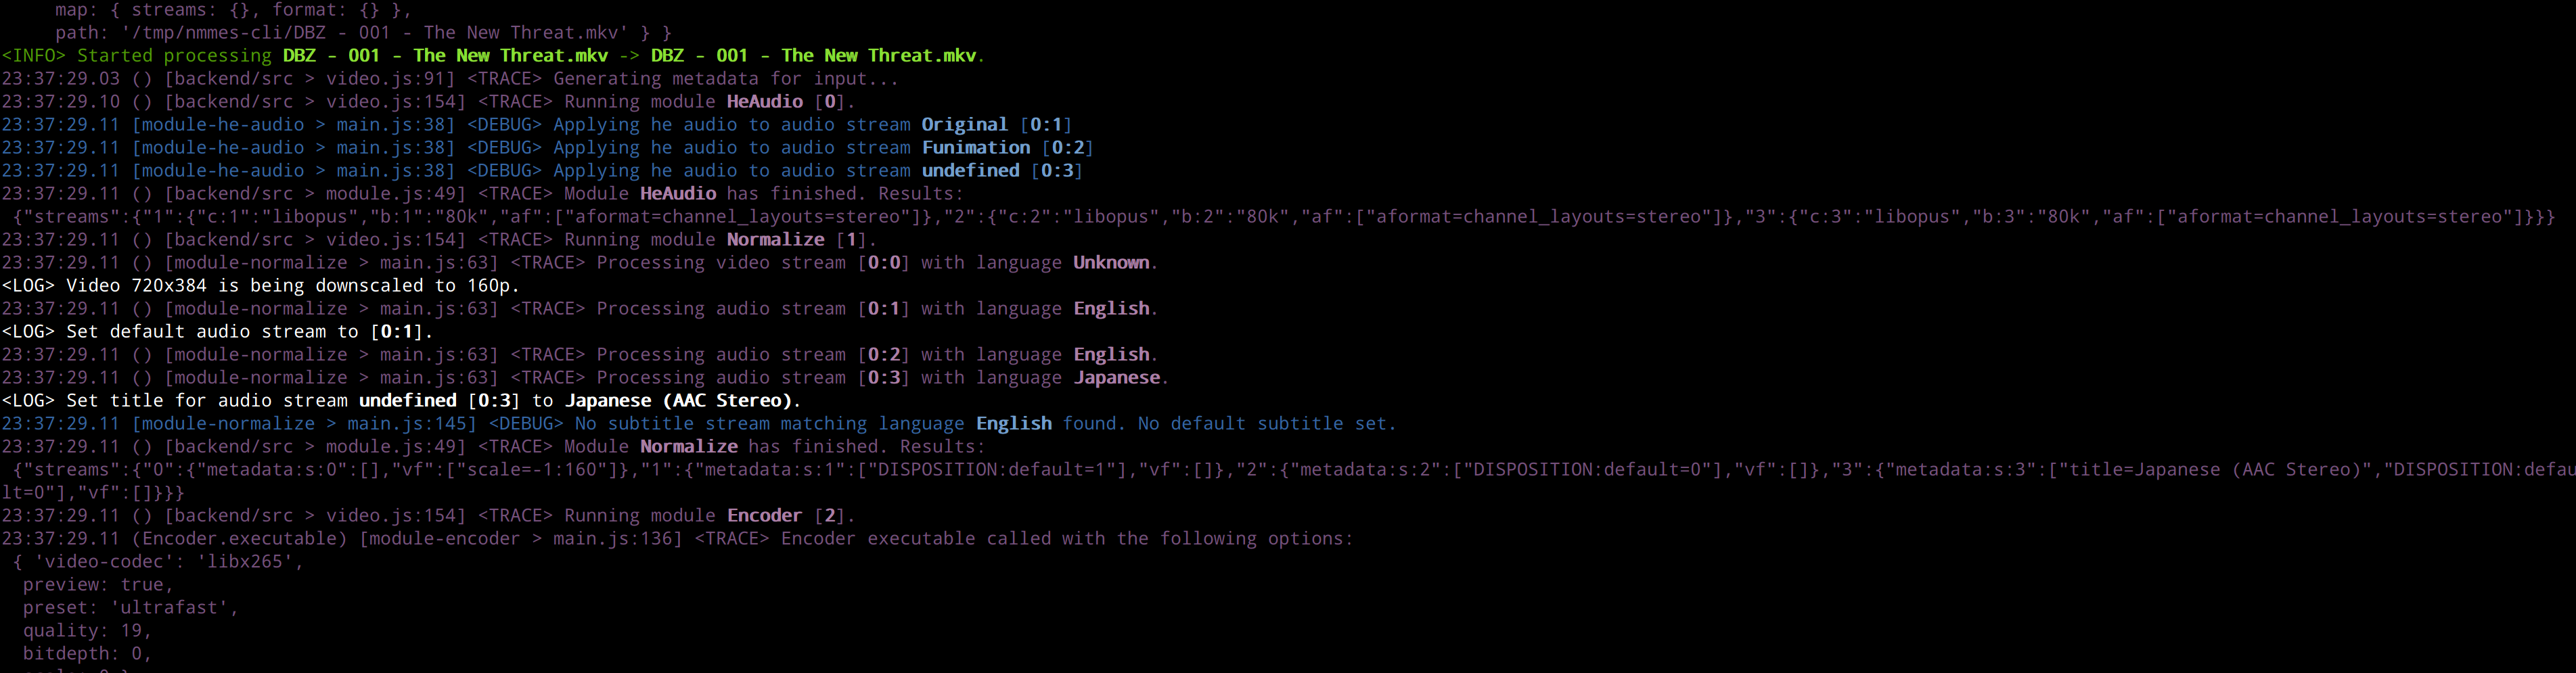 map: { streams: {}, format: {} },
path: '/tmp/nmmes-cli/DBZ - 001 - The New Threat.mkv' } }
<INFO> Started processing DBZ - 001 - The New Threat.mkv -> DBZ - 001 - The New Threat.mkv.
23:37:29.03 () [backend/src > video.js:91] <TRACE> Generating metadata for input...
23:37:29.10 () [backend/src > video.js:154] <TRACE> Running module HeAudio [0].
23:37:29.11 [module-he-audio > main.js:38] <DEBUG> Applying he audio to audio stream Original [0:1]
23:37:29.11 [module-he-audio > main.js:38] <DEBUG> Applying he audio to audio stream Funimation [0:2]
23:37:29.11 [module-he-audio > main.js:38] <DEBUG> Applying he audio to audio stream undefined [0:3]
23:37:29.11 () [backend/src > module.js:49] <TRACE> Module HeAudio has finished. Results:
{"streams":{"1":{"c:1":"libopus","b:1":"80k","af":["aformat=channel_layouts=stereo"]},"2":{"c:2":"libopus","b:2":"80k","af":["aformat=channel_layouts=stereo"]},"3":{"c:3":"libopus","b:3":"80k","af":["aformat=channel_layouts=stereo"]}}}
23:37:29.11 () [backend/src > video.js:154] <TRACE> Running module Normalize [1].
23:37:29.11 () [module-normalize > main.js:63] <TRACE> Processing video stream [0:0] with language Unknown.
<LOG> Video 720x384 is being downscaled to 160p.
23:37:29.11 () [module-normalize > main.js:63] <TRACE> Processing audio stream [0:1] with language English.
<LOG> Set default audio stream to [0:1].
23:37:29.11 () [module-normalize > main.js:63] <TRACE> Processing audio stream [0:2] with language English.
23:37:29.11 () [module-normalize > main.js:63] <TRACE> Processing audio stream [0:3] with language Japanese.
<LOG> Set title for audio stream undefined [0:3] to Japanese (AAC Stereo).
23:37:29.11 [module-normalize > main.js:145] <DEBUG> No subtitle stream matching language English found. No default subtitle set.
23:37:29.11 () [backend/src > module.js:49] <TRACE> Module Normalize has finished. Results:
{"streams":{"0":{"metadata:s:0":[],"vf":["scale=-1:160"]},"1":{"metadata:s:1":["DISPOSITION:default=1"],"vf":[]},"2":{"metadata:s:2":["DISPOSITION:default=0"],"vf":[]},"3":{"metadata:s:3":["title=Japanese (AAC Stereo)","DISPOSITION:defau
lt=0"],"vf":[]}}}
23:37:29.11 () [backend/src > video.js:154] <TRACE> Running module Encoder [2].
23:37:29.11 (Encoder.executable) [module-encoder > main.js:136] <TRACE> Encoder executable called with the following options:
{ 'video-codec': 'libx265',
preview: true,
preset: 'ultrafast',
quality: 19,
bitdepth: 0,